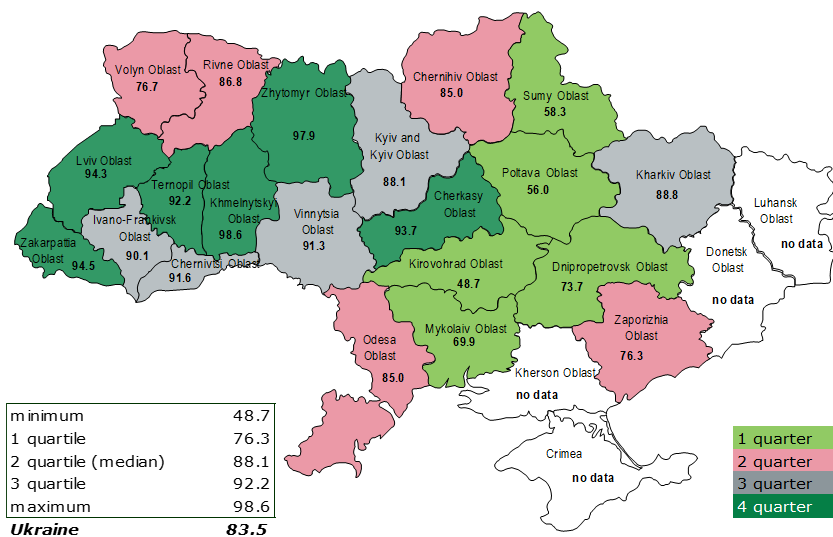 Volyn Oblast
76.7
Rivne Oblast
86.8
Zhytomyr Oblast
97.9
Chernihiv Oblast
85.0
Sumy Oblast
58.3
Kyiv and
Kyiv Oblast
88.1
Lviv Oblast
94.3
Ternopil Oblast
92.2
Khmelnytskyi
Oblast
98.6
Ivano-Frankivsk
Oblast
90.1
Zakarpatia
Oblast
94.5
Chernivtsi Oblast
91.6
Vinnytsia
Oblast
91.3
Cherkasy
Oblast
93.7
Poltava Oblast
56.0
Kharkiv Oblast
88.8
Luhansk
Oblast
no data
Donetsk
Oblast
no data
Kirovohrad Oblast
48.7
Dnipropetrovsk Oblast
73.7
Zaporizhia
Oblast
76.3
Mykolaiv Oblast
69.9
Odesa
Oblast
85.0
Kherson Oblast
no data
Crimea
no data
minimum 48.7
1 quartile 76.3
2 quartile (median) 88.1
3 quartile 92.2
maximum 98.6
Ukraine 83.5
1 quarter
2 quarter
3 quarter
4 quarter